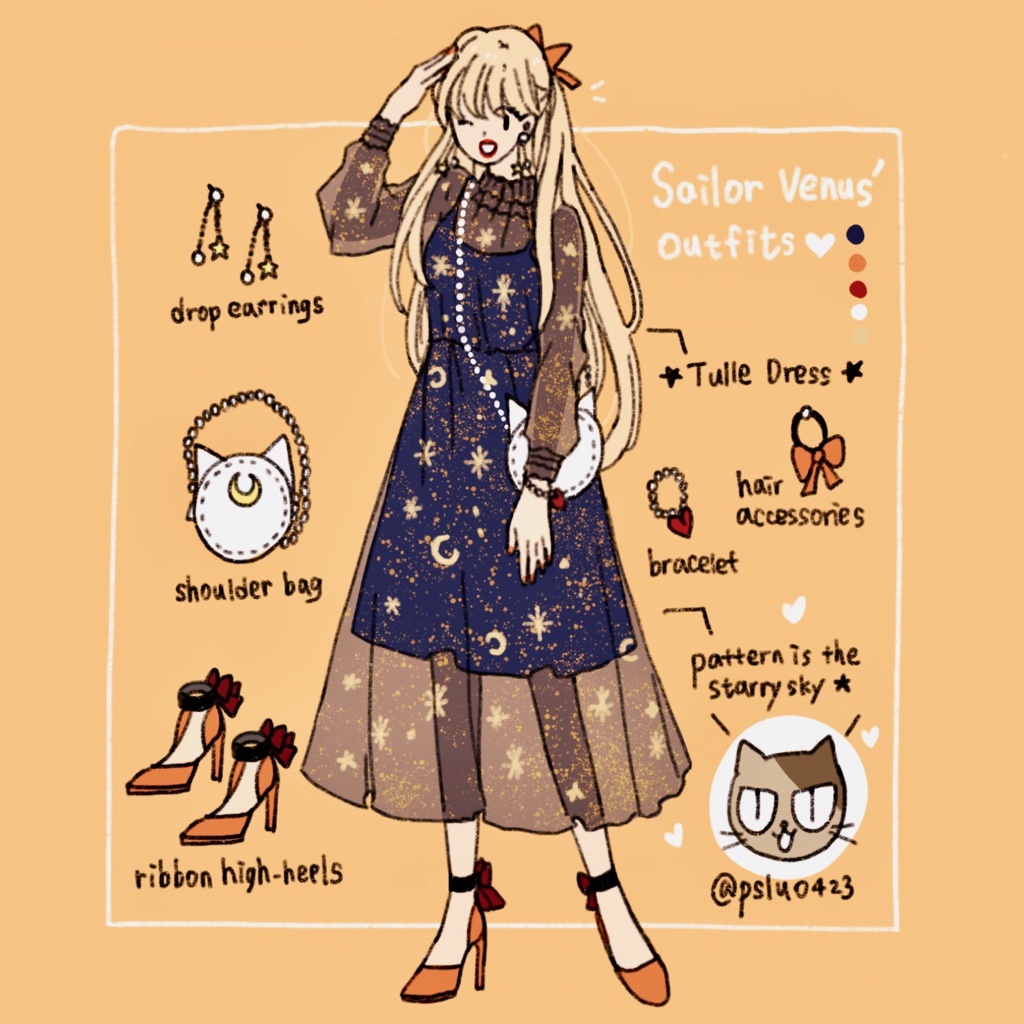 Sailor Venus'
outfits
drop earrings
Tulle Dress
hair
accessories
bracelet
shoulder bag
pattern is the
starry sky
ribbon high-heels
@pslu0423